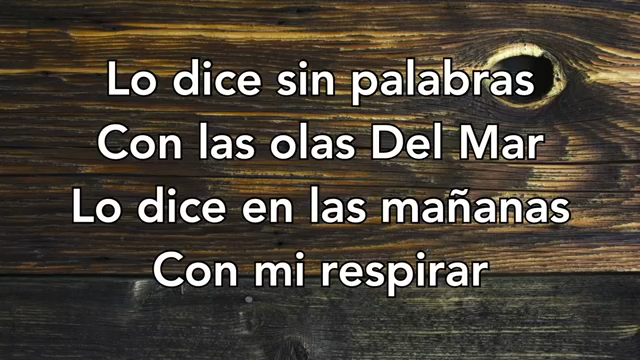 Lo dice sin palabras
Con las olas Del Mar
Lo dice en las mañanas
Con mi respirar